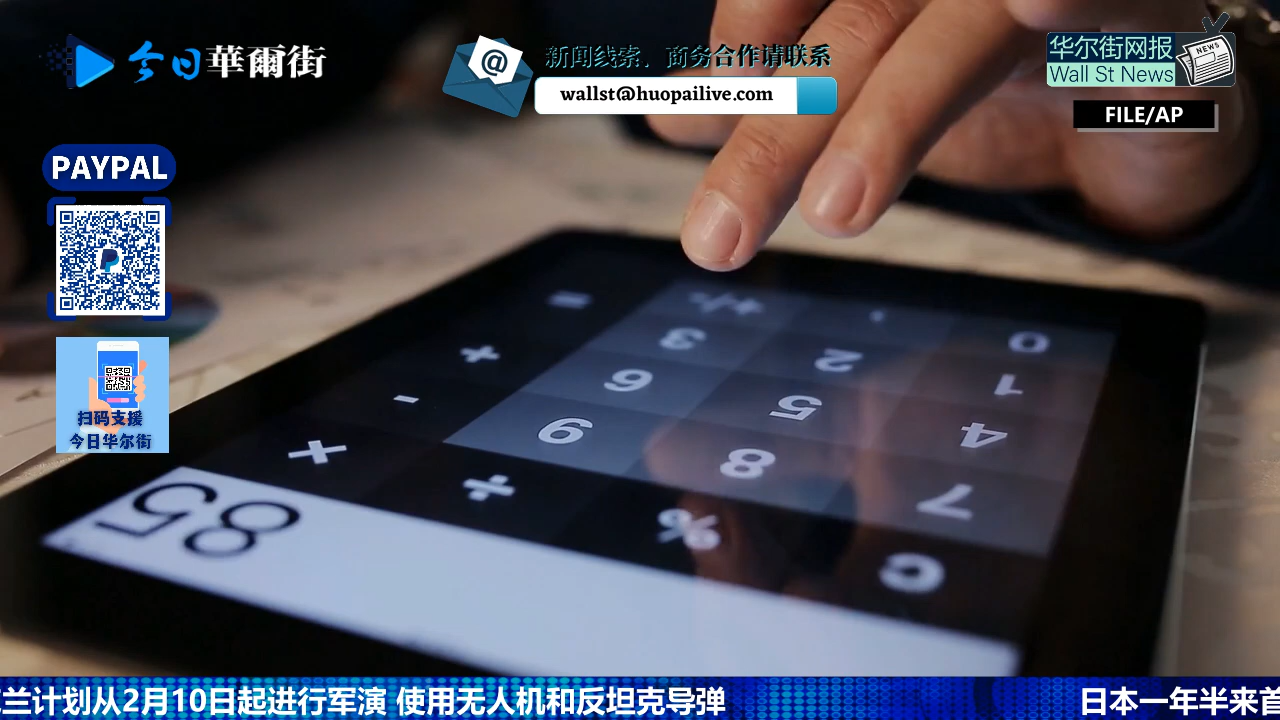 今日華爾街
新闻线索、商务合作请联系
wallst@huopailive.com
华尔街网报
Wall St News
NEWS
FILE/AP
PAYPAL
扫码支援
今日华尔街
=
+/-
.
0
+
3
2
1
-
6
5
4
×
9
8
7
÷
%
C
85
兰计划从2月10日起进行军演 使用无人机和反坦克导弹
日本一年半来首